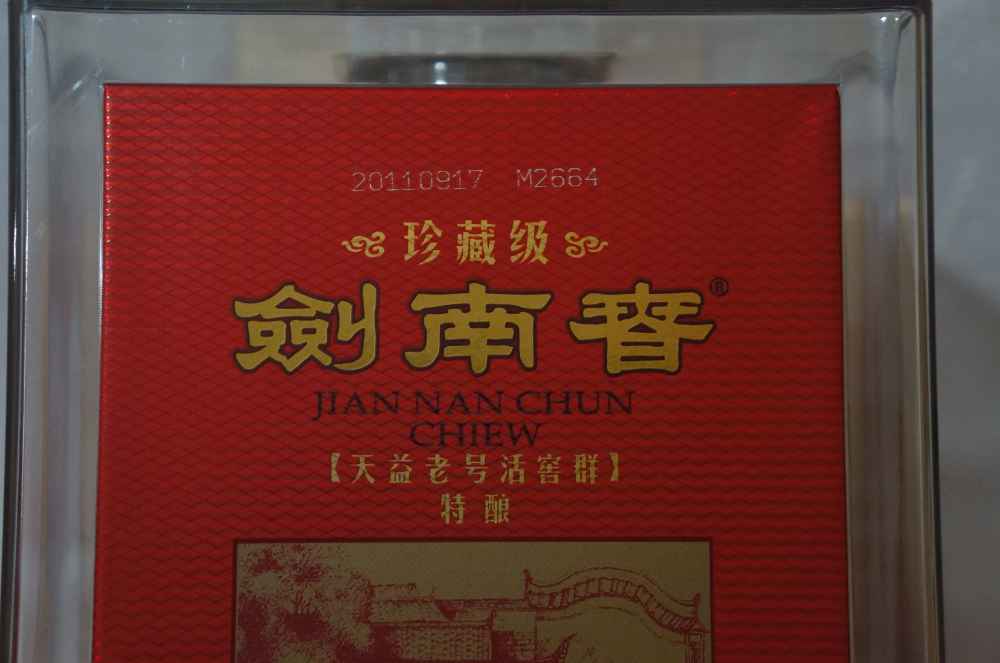 20110917 M2664
珍藏级
劍南春®
JIAN NAN CHUN
CHIEW
【天益老号活窖群】
特酿